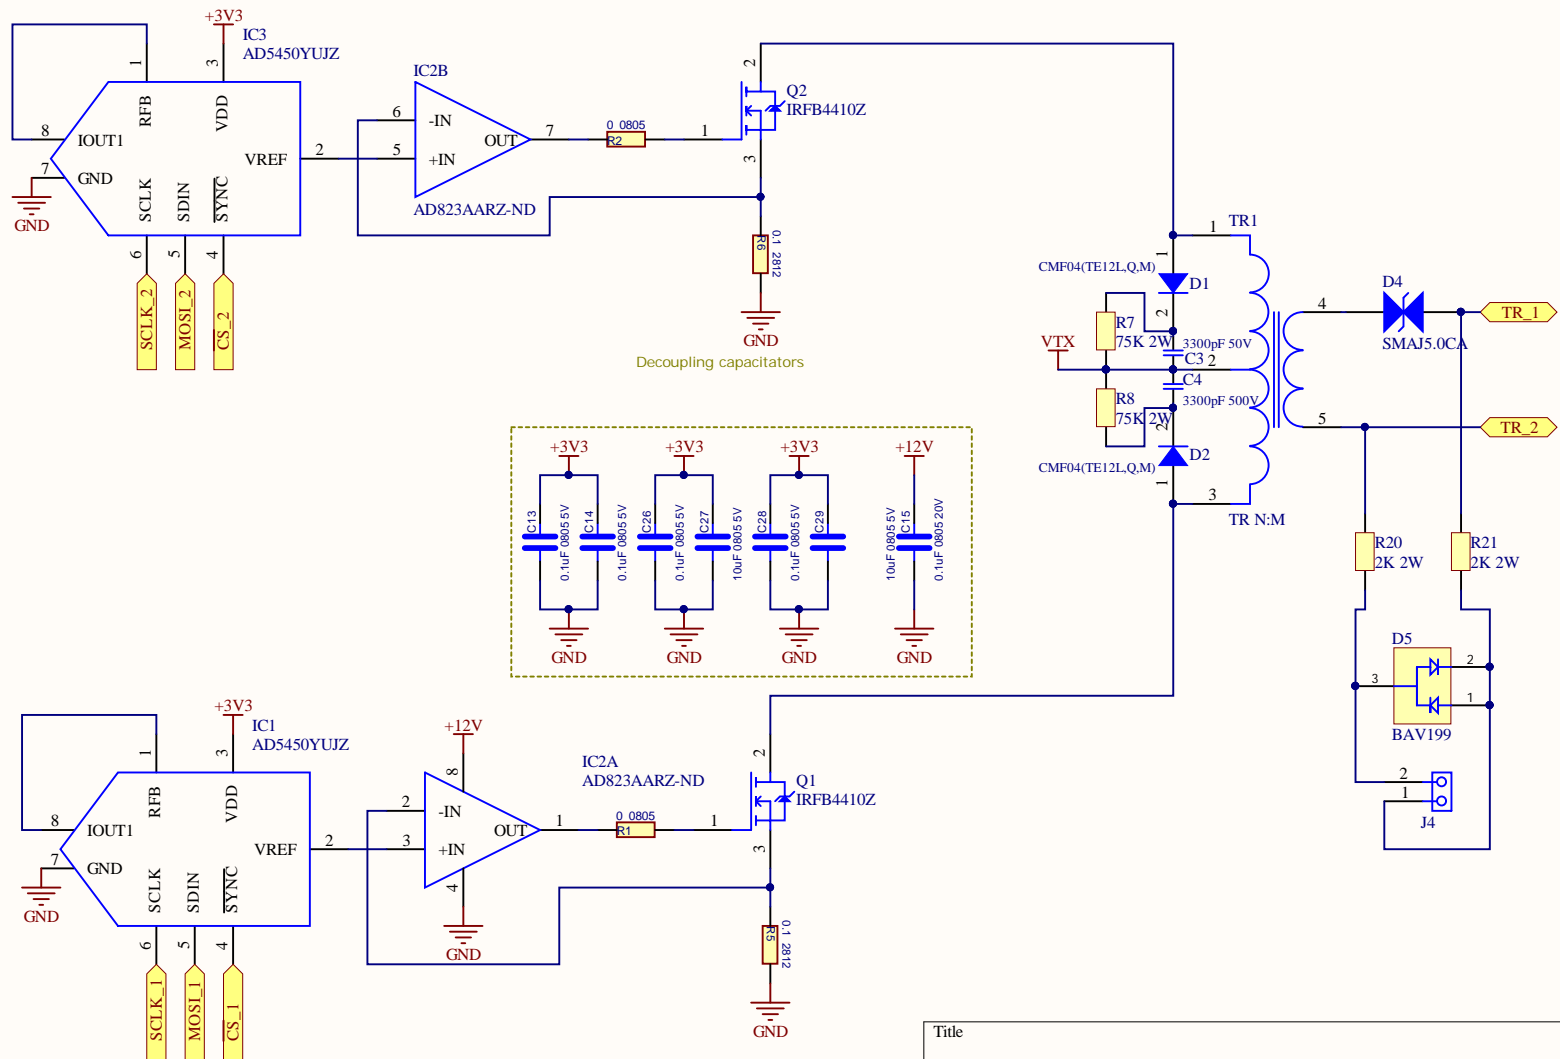 +3V3
IC3
AD5450YUJZ
1
3
RFB
VDD
8
IOUT1
7
GND
VREF
2
SCLK
SDIN
SYNC
GND
6
5
4
SCLK_2
MOSI_2
CS_2
IC2B
6
-IN
5
+IN
OUT
7
AD823AARZ-ND
0 0805
R2
1
2
Q2
IRFB4410Z
3
R6
0.1 2812
GND
Decoupling capacitators
+3V3
+3V3
+3V3
+12V
C13
0.1uF 0805 5V
C14
0.1uF 0805 5V
C26
0.1uF 0805 5V
C27
10uF 0805 5V
C28
0.1uF 0805 5V
C29
10uF 0805 5V
C15
0.1uF 0805 20V
GND
GND
GND
GND
1
TR1
CMF04(TE12L,Q,M)
1
D1
2
R7
75K 2W
3300pF 50V
C3
2
VTX
C4
3300pF 500V
R8
75K 2W
2
D2
CMF04(TE12L,Q,M)
1
3
TR N:M
4
D4
SMAJ5.0CA
TR_1
5
TR_2
R20
2K 2W
R21
2K 2W
D5
3
2
1
BAV199
2
1
J4
+3V3
IC1
AD5450YUJZ
1
3
RFB
VDD
8
IOUT1
7
GND
VREF
2
SCLK
SDIN
SYNC
GND
6
5
4
SCLK_1
MOSI_1
CS_1
+12V
8
IC2A
AD823AARZ-ND
2
-IN
3
+IN
OUT
1
4
GND
0 0805
R1
1
2
Q1
IRFB4410Z
3
R5
0.1 2812
GND
Title